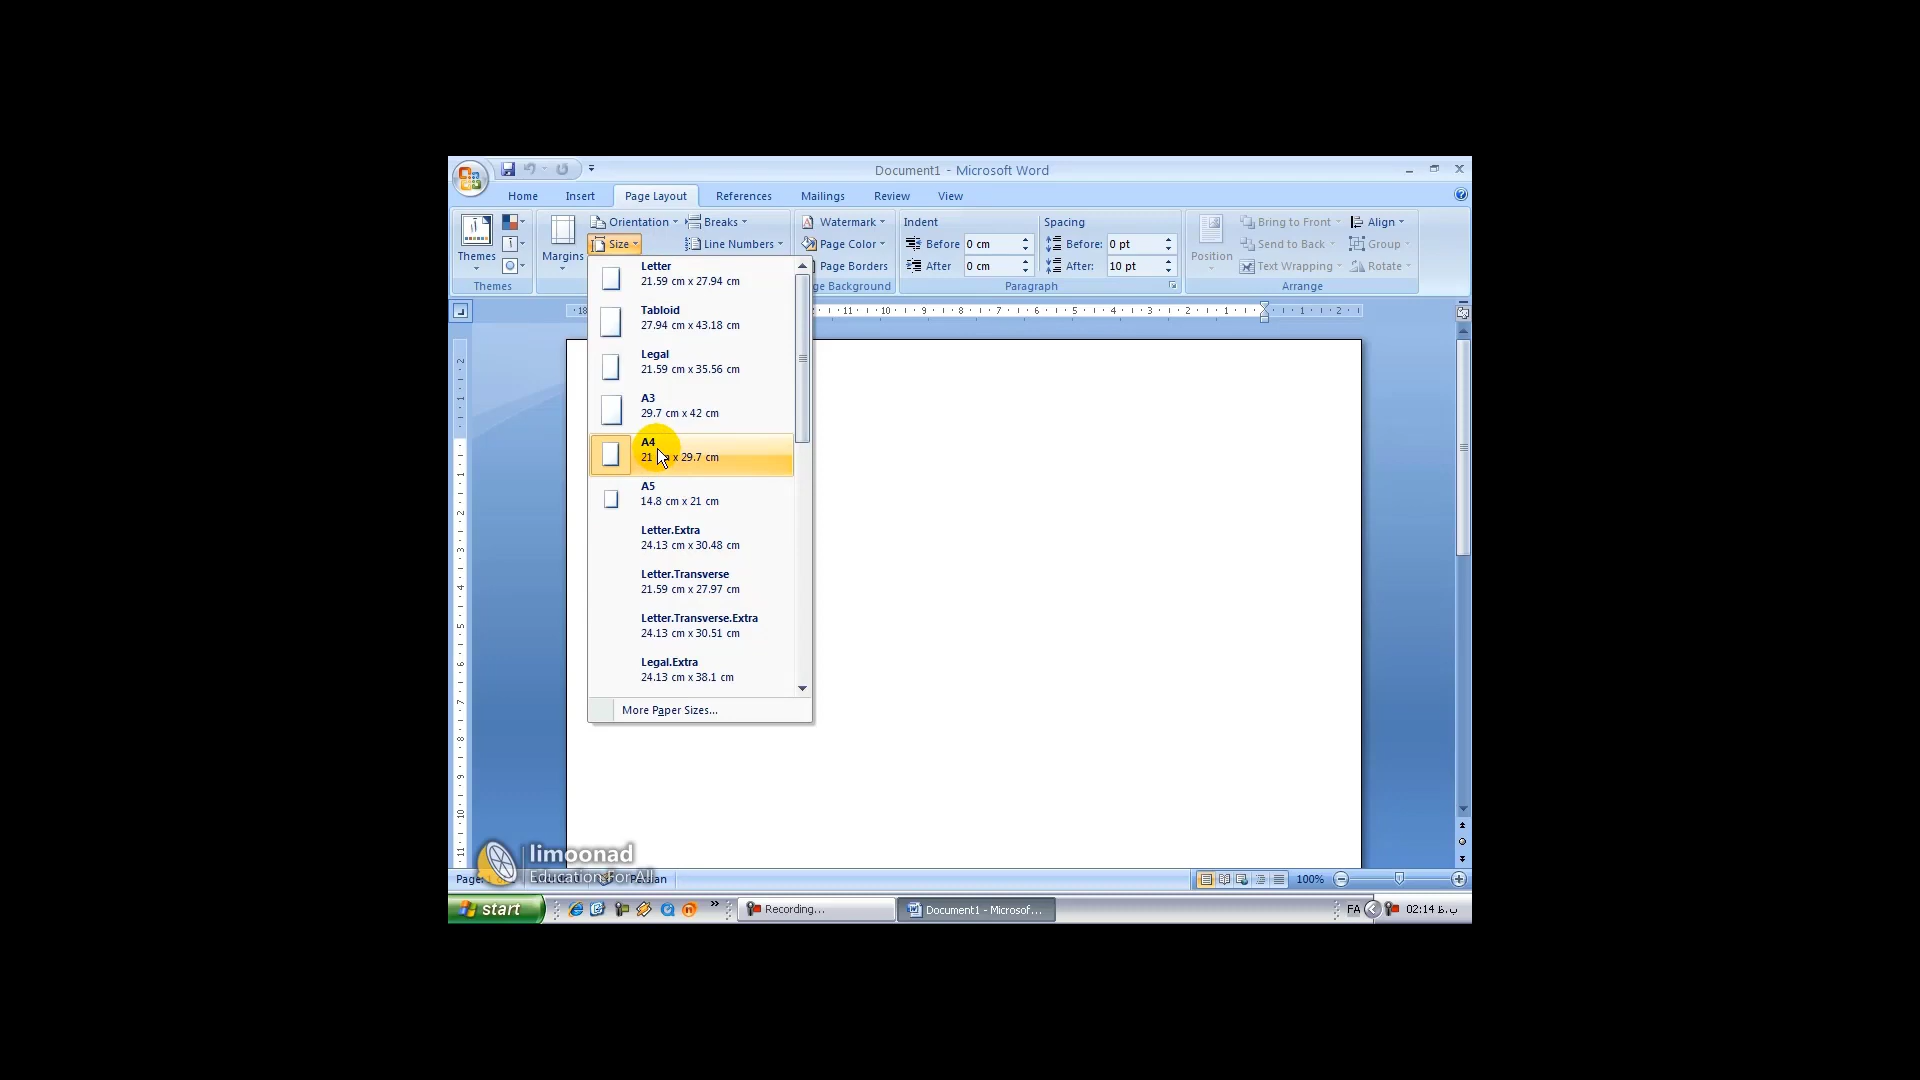 Document1 - Microsoft Word
Home Insert Page Layout References Mailings Review View
Orientation Breaks Watermark Indent Spacing Bring to Front Align
Size Line Numbers Page Color Before 0 cm Before: 0 pt Send to Back Group
Themes Margins Page Borders After 0 cm After: 10 pt Position Text Wrapping Rotate
Themes ge Background Paragraph Arrange
Letter
21.59 cm x 27.94 cm
Tabloid
27.94 cm x 43.18 cm
Legal
21.59 cm x 35.56 cm
A3
29.7 cm x 42 cm
A4
21 x 29.7 cm
A5
14.8 cm x 21 cm
Letter.Extra
24.13 cm x 30.48 cm
Letter.Transverse
21.59 cm x 27.97 cm
Letter.Transverse.Extra
24.13 cm x 30.51 cm
Legal.Extra
24.13 cm x 38.1 cm
More Paper Sizes...
limoonad
Education For All
Page: 100%
start Recording... Document1 - Microsof... FA 02:14 ب.ظ